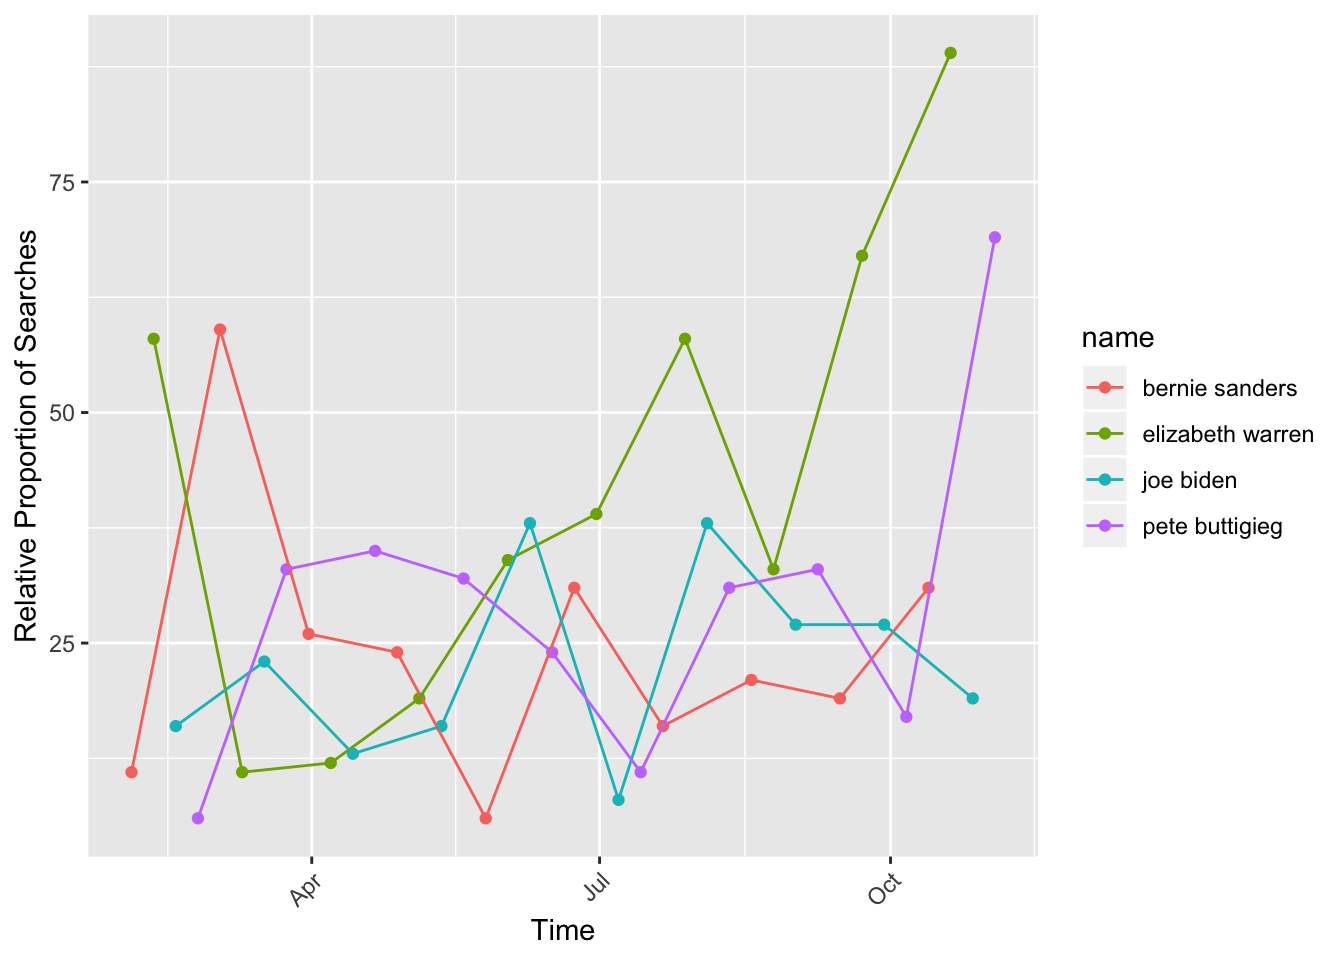 Relative Proportion of Searches
75
50
25
Apr
Jul
Oct
Time
name
bernie sanders
elizabeth warren
joe biden
pete buttigieg